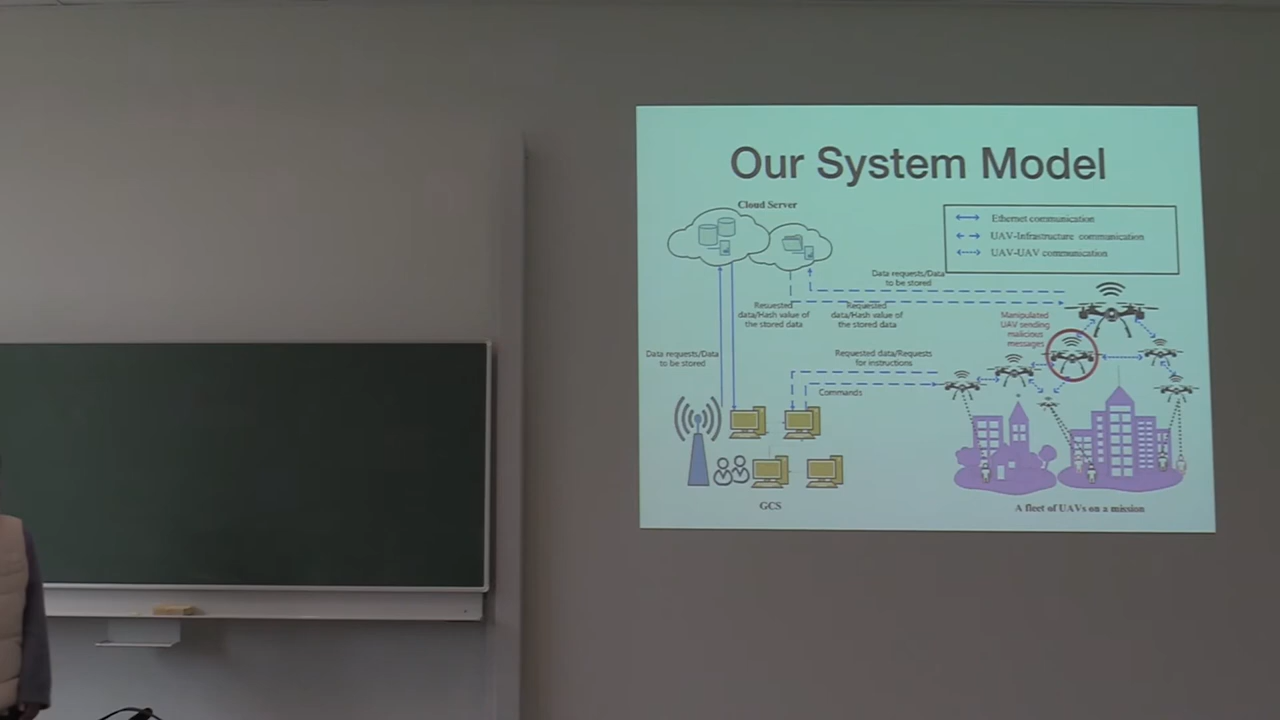 Our System Model
Cloud Server
Ethernet communication
UAV-Infrastructure communication
UAV-UAV communication
Data requests/Data
to be stored
Resuested
data/Hash value of
the stored data
Requested
data/Hash value of
the stored data
Manipulated
UAV sending
malicious
messages
Data requests/Data
to be stored
Requested data/Requests
for instructions
Commands
GCS
A fleet of UAVs on a mission